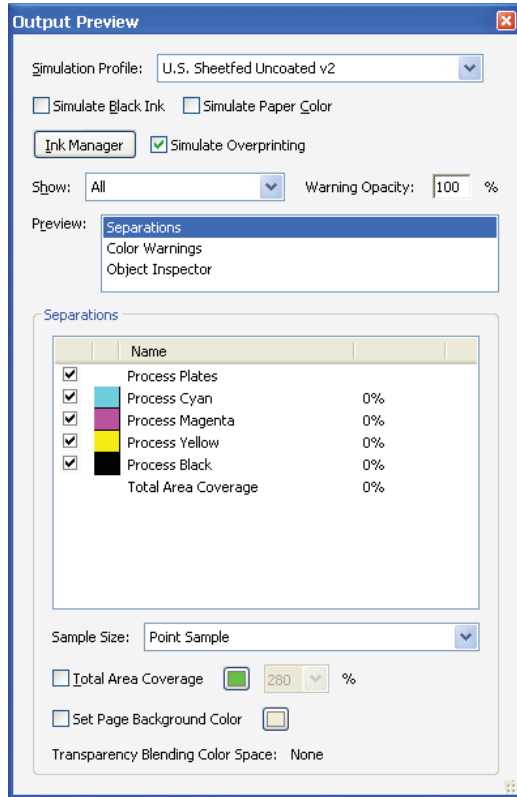 Output Preview
Simulation Profile: U.S. Sheetfed Uncoated v2
Simulate Black Ink Simulate Paper Color
Ink Manager Simulate Overprinting
Show: All Warning Opacity: 100 %
Preview: Separations
Color Warnings
Object Inspector
Separations
Name
Process Plates
Process Cyan 0%
Process Magenta 0%
Process Yellow 0%
Process Black 0%
Total Area Coverage 0%
Sample Size: Point Sample
Total Area Coverage 280 %
Set Page Background Color
Transparency Blending Color Space: None